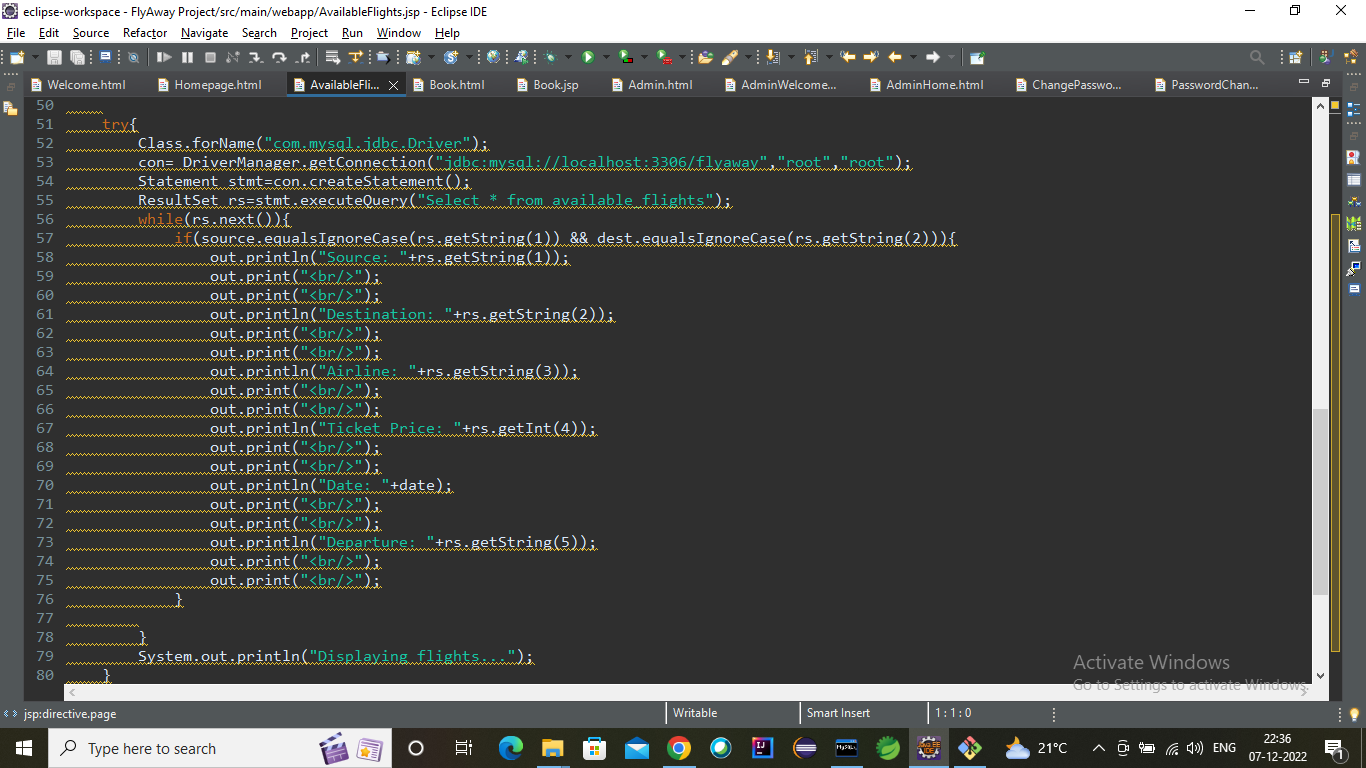 eclipse-workspace - FlyAway Project/src/main/webapp/AvailableFlights.jsp - Eclipse IDE
File Edit Source Refactor Navigate Search Project Run Window Help
Welcome.html Homepage.html AvailableFli... Book.html Book.jsp Admin.html AdminWelcome... AdminHome.html ChangePasswo... PasswordChan...
50
51 try{
52 Class.forName("com.mysql.jdbc.Driver");
53 con= DriverManager.getConnection("jdbc:mysql://localhost:3306/flyaway","root","root");
54 Statement stmt=con.createStatement();
55 ResultSet rs=stmt.executeQuery("Select * from available_flights");
56 while(rs.next()){
57 if(source.equalsIgnoreCase(rs.getString(1)) && dest.equalsIgnoreCase(rs.getString(2))){
58 out.println("Source: "+rs.getString(1));
59 out.print("<br/>");
60 out.print("<br/>");
61 out.println("Destination: "+rs.getString(2));
62 out.print("<br/>");
63 out.print("<br/>");
64 out.println("Airline: "+rs.getString(3));
65 out.print("<br/>");
66 out.print("<br/>");
67 out.println("Ticket Price: "+rs.getInt(4));
68 out.print("<br/>");
69 out.print("<br/>");
70 out.println("Date: "+date);
71 out.print("<br/>");
72 out.print("<br/>");
73 out.println("Departure: "+rs.getString(5));
74 out.print("<br/>");
75 out.print("<br/>");
76 }
77
78 }
79 System.out.println("Displaying flights...");
80 }
Activate Windows
Go to Settings to activate Windows.
jsp:directive.page Writable Smart Insert 1 : 1 : 0
Type here to search 21°C ENG 22:36
07-12-2022